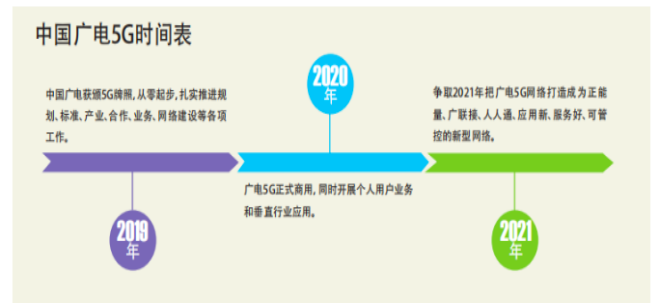 中国广电5G时间表
中国广电获颁5G牌照,从零起步,扎实推进规
划、标准、产业、合作、业务、网络建设等各项
工作。
2019
年
2020
年
广电5G正式商用,同时开展个人用户业务
和垂直行业应用。
争取2021年把广电5G网络打造成为正能
量、广联接、人人通、应用新、服务好、可管
控的新型网络。
2021
年